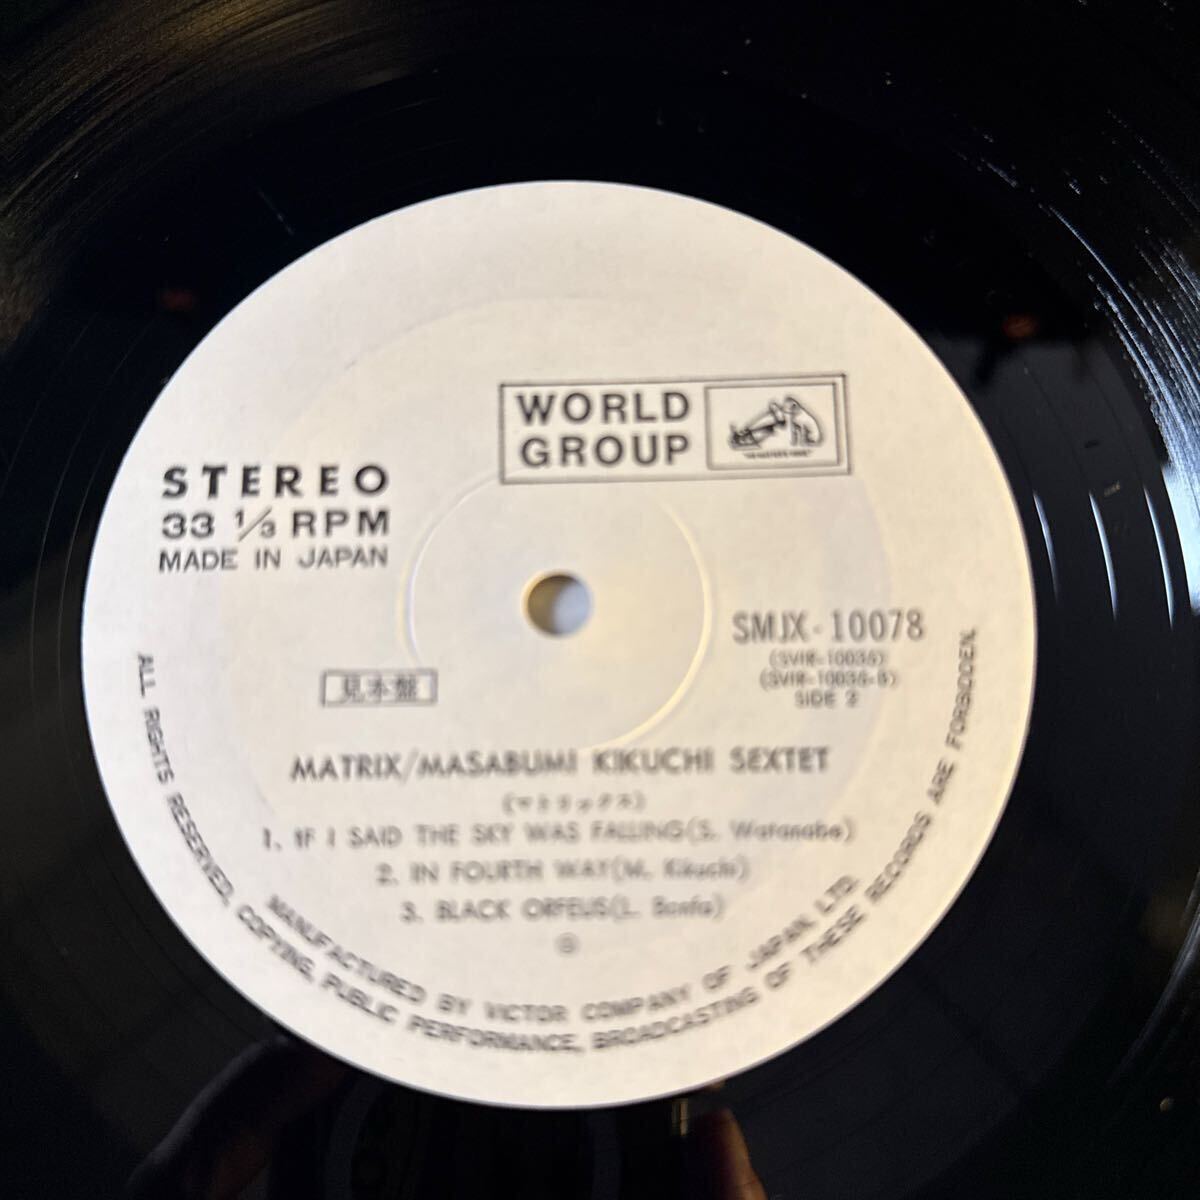 WORLD
GROUP
STEREO
33 1/3 RPM
MADE IN JAPAN
SMJX-10078
(SVIR-10035)
(SVIR-10035-B)
SIDE 2
見本盤
MATRIX/MASABUMI KIKUCHI SEXTET
(マトリックス)
1. IF I SAID THE SKY WAS FALLING(S. Watanabe)
2. IN FOURTH WAY(M. Kikuchi)
3. BLACK ORFEUS(L. Bonfa)
MANUFACTURED BY VICTOR COMPANY OF JAPAN, LTD.
ALL RIGHTS RESERVED, COPYING, PUBLIC PERFORMANCE, BROADCASTING OF THESE RECORDS ARE FORBIDDEN.